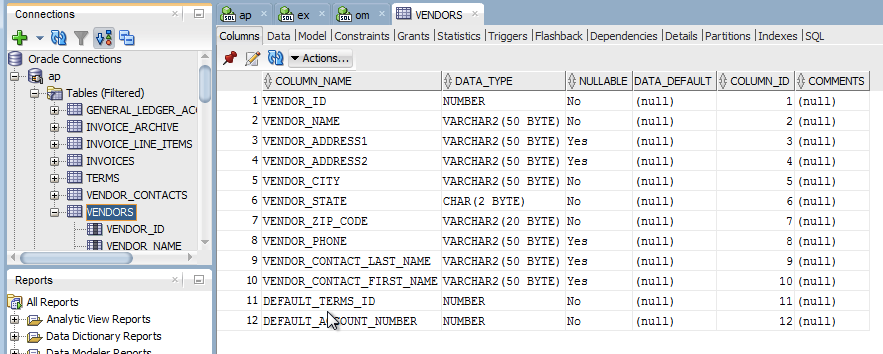 Connections
Oracle Connections
ap
Tables (Filtered)
GENERAL_LEDGER_AC
INVOICE_ARCHIVE
INVOICE_LINE_ITEMS
INVOICES
TERMS
VENDOR_CONTACTS
VENDORS
VENDOR_ID
VENDOR_NAME
Reports
All Reports
Analytic View Reports
Data Dictionary Reports
Data Modeler Reports
ap ex om VENDORS
Columns Data Model Constraints Grants Statistics Triggers Flashback Dependencies Details Partitions Indexes SQL
Actions...
COLUMN_NAME DATA_TYPE NULLABLE DATA_DEFAULT COLUMN_ID COMMENTS
1 VENDOR_ID NUMBER No (null) 1 (null)
2 VENDOR_NAME VARCHAR2(50 BYTE) No (null) 2 (null)
3 VENDOR_ADDRESS1 VARCHAR2(50 BYTE) Yes (null) 3 (null)
4 VENDOR_ADDRESS2 VARCHAR2(50 BYTE) Yes (null) 4 (null)
5 VENDOR_CITY VARCHAR2(50 BYTE) No (null) 5 (null)
6 VENDOR_STATE CHAR(2 BYTE) No (null) 6 (null)
7 VENDOR_ZIP_CODE VARCHAR2(20 BYTE) No (null) 7 (null)
8 VENDOR_PHONE VARCHAR2(50 BYTE) Yes (null) 8 (null)
9 VENDOR_CONTACT_LAST_NAME VARCHAR2(50 BYTE) Yes (null) 9 (null)
10 VENDOR_CONTACT_FIRST_NAME VARCHAR2(50 BYTE) Yes (null) 10 (null)
11 DEFAULT_TERMS_ID NUMBER No (null) 11 (null)
12 DEFAULT_ACCOUNT_NUMBER NUMBER No (null) 12 (null)